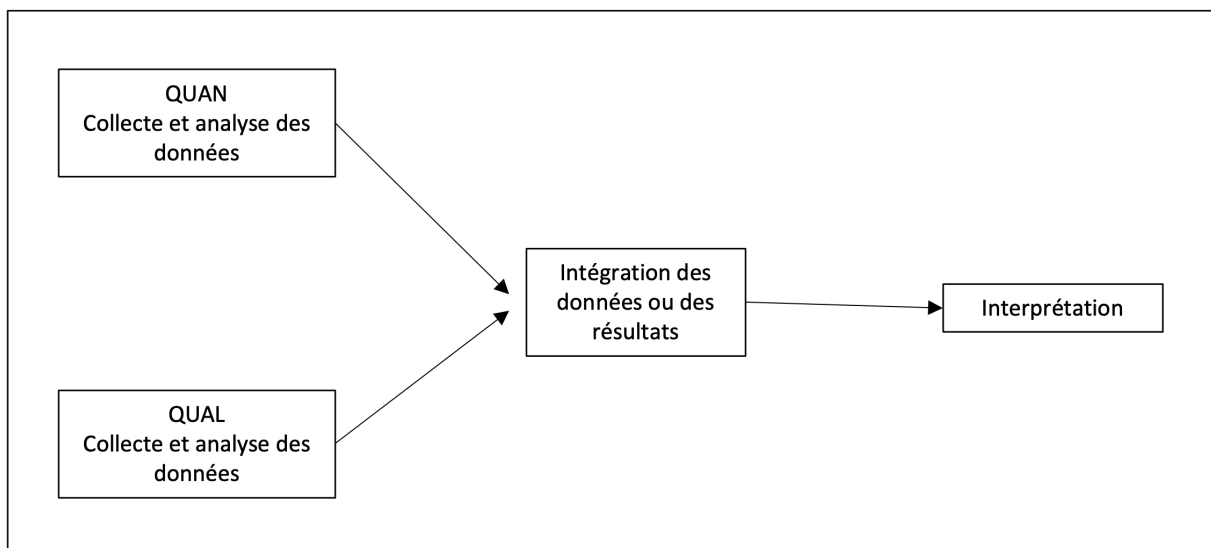 QUAN
Collecte et analyse des
données
QUAL
Collecte et analyse des
données
Intégration des
données ou des
résultats
Interprétation